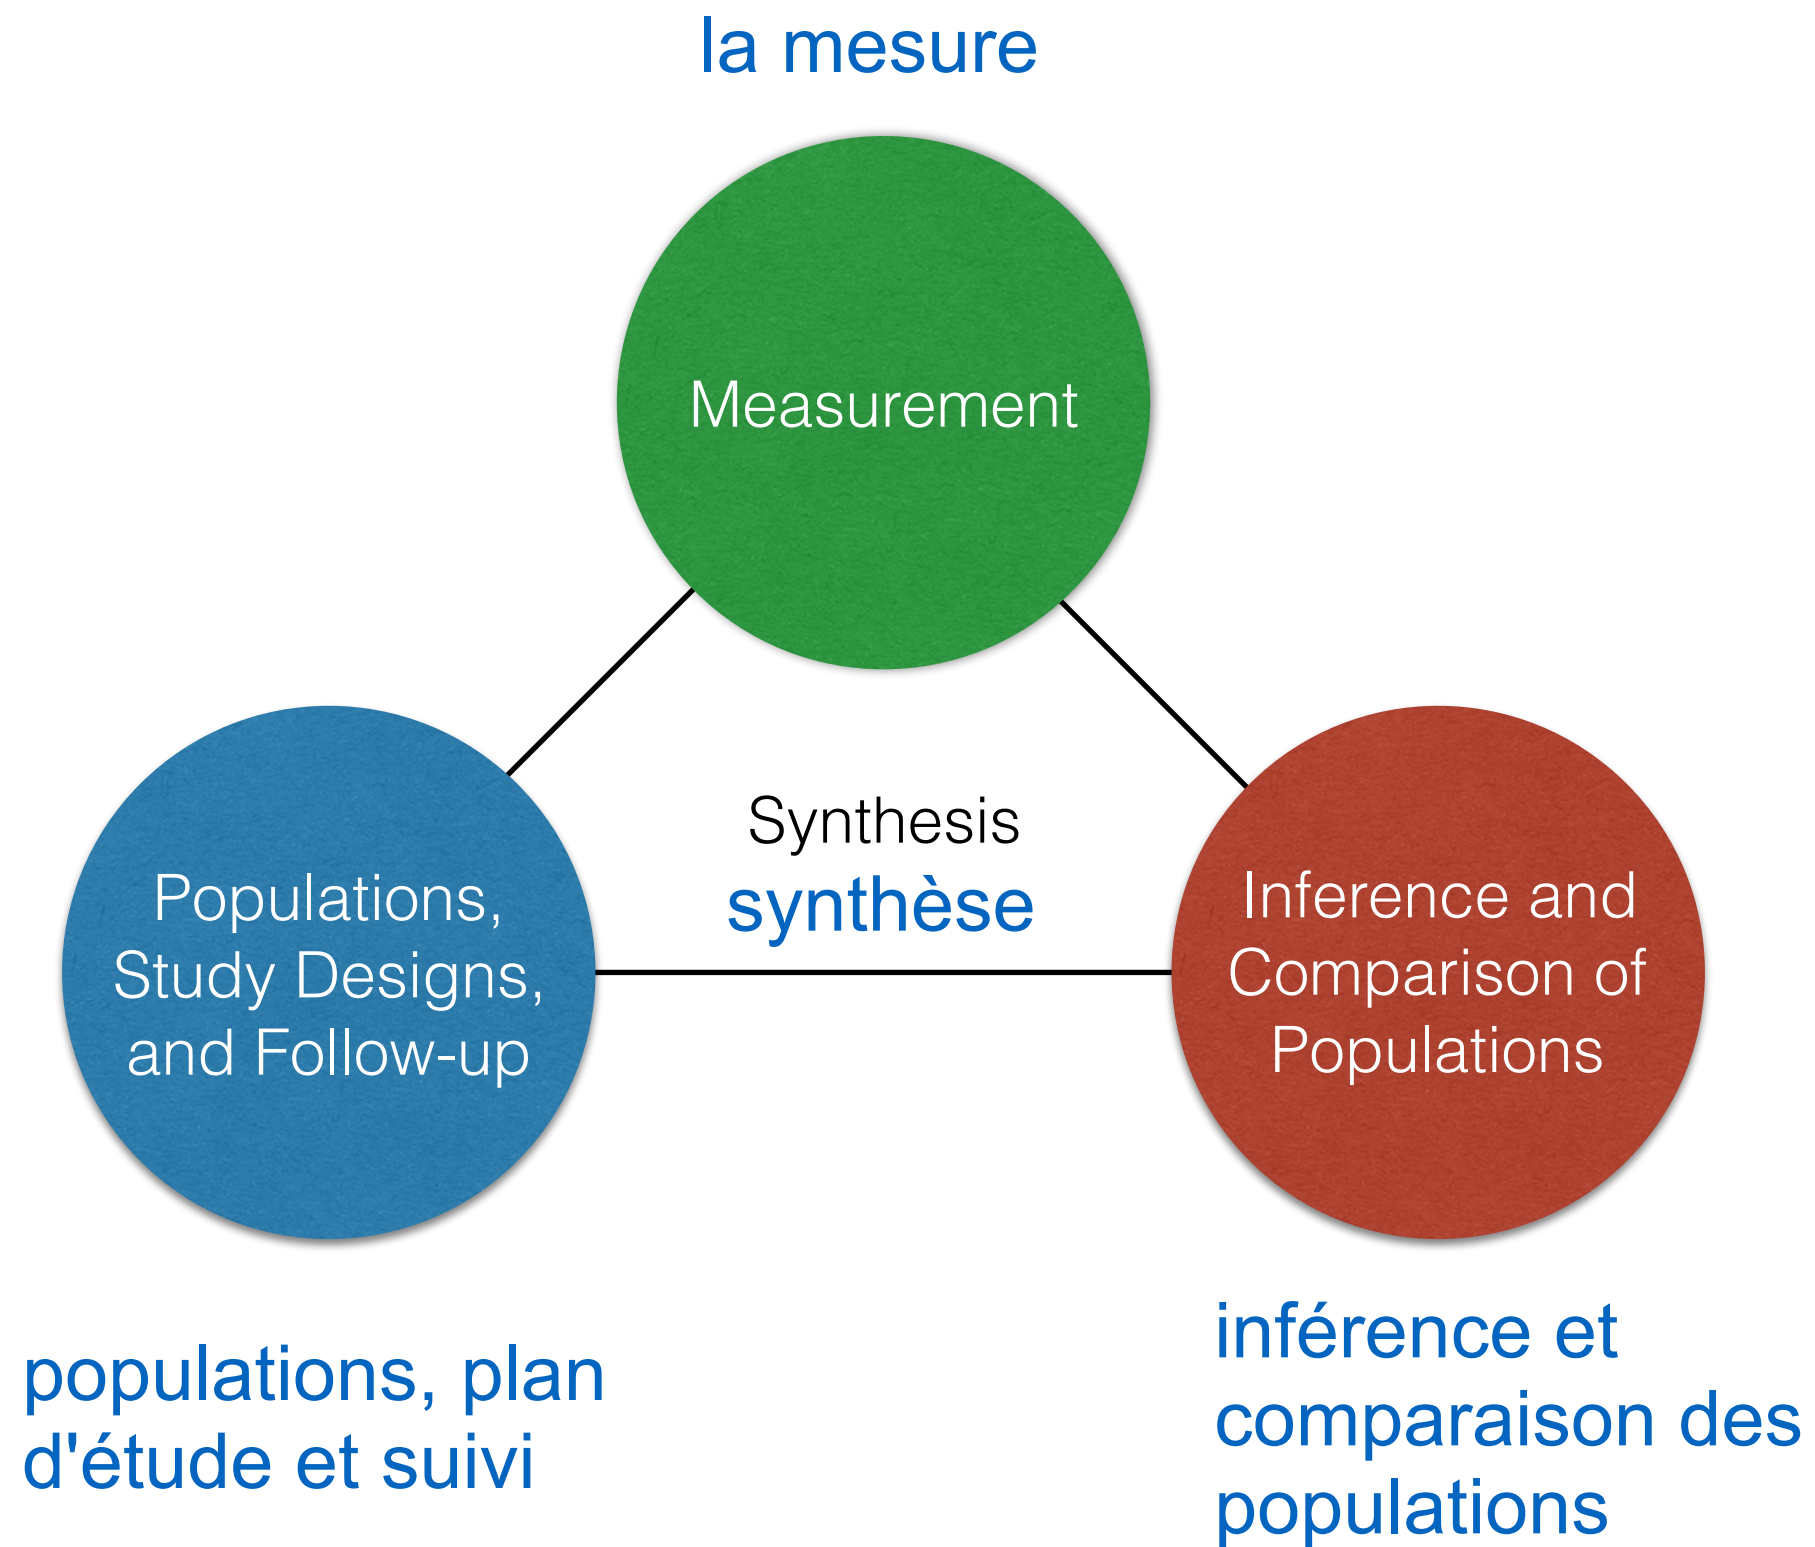 la mesure
Measurement
Synthesis
synthèse
Populations,
Study Designs,
and Follow-up
Inference and
Comparison of
Populations
populations, plan
d'étude et suivi
inférence et
comparaison des
populations